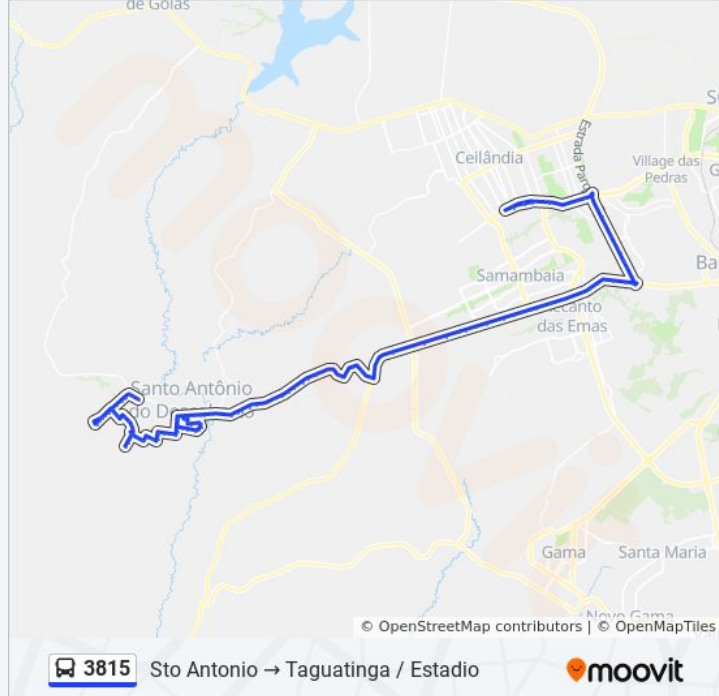 de Goiás
Ceilândia
Estrada Parq
Village das
Pedras
Ba
Samambaia
das Emas
Santo Antônio
Gama
Santa Maria
Novo Gama
© OpenStreetMap contributors | © OpenMapTiles
3815 Sto Antonio → Taguatinga / Estadio
moovit